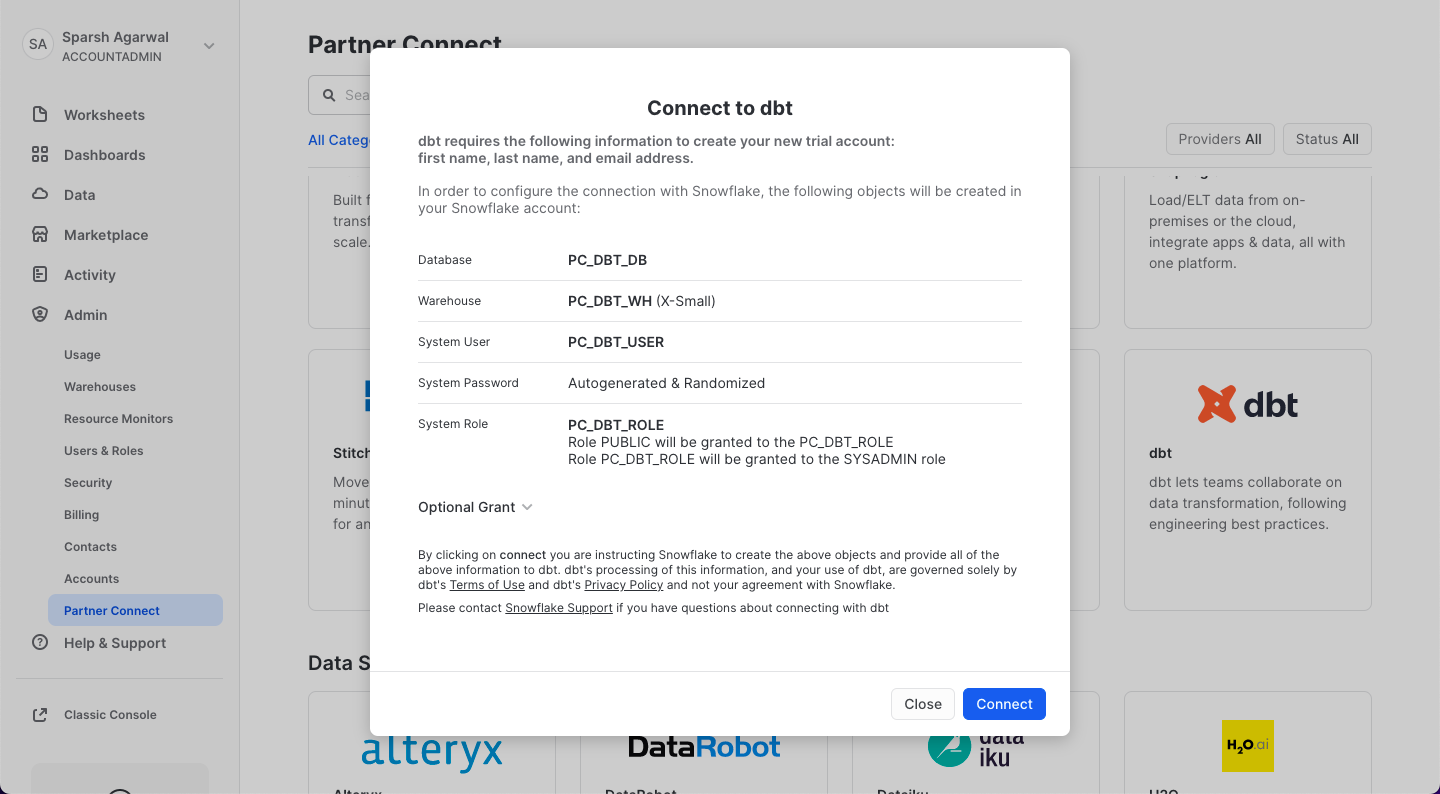 SA
Sparsh Agarwal
ACCOUNTADMIN
Worksheets
Dashboards
Data
Marketplace
Activity
Admin
Usage
Warehouses
Resource Monitors
Users & Roles
Security
Billing
Contacts
Accounts
Partner Connect
Help & Support
Classic Console
Partner Connect
Sea
All Categ
Providers All
Status All
Built f
transf
scale.
Load/ELT data from on-
premises or the cloud,
integrate apps & data, all with
one platform.
Stitch
Move
minut
for an
dbt
dbt
dbt lets teams collaborate on
data transformation, following
engineering best practices.
Data S
alteryx
DataRobot
data
iku
H2O.ai
Alteryx
DataRobot
Dataiku
H2O
Connect to dbt
dbt requires the following information to create your new trial account:
first name, last name, and email address.
In order to configure the connection with Snowflake, the following objects will be created in
your Snowflake account:
Database PC_DBT_DB
Warehouse PC_DBT_WH (X-Small)
System User PC_DBT_USER
System Password Autogenerated & Randomized
System Role PC_DBT_ROLE
Role PUBLIC will be granted to the PC_DBT_ROLE
Role PC_DBT_ROLE will be granted to the SYSADMIN role
Optional Grant
By clicking on connect you are instructing Snowflake to create the above objects and provide all of the
above information to dbt. dbt's processing of this information, and your use of dbt, are governed solely by
dbt's Terms of Use and dbt's Privacy Policy and not your agreement with Snowflake.
Please contact Snowflake Support if you have questions about connecting with dbt
Close
Connect